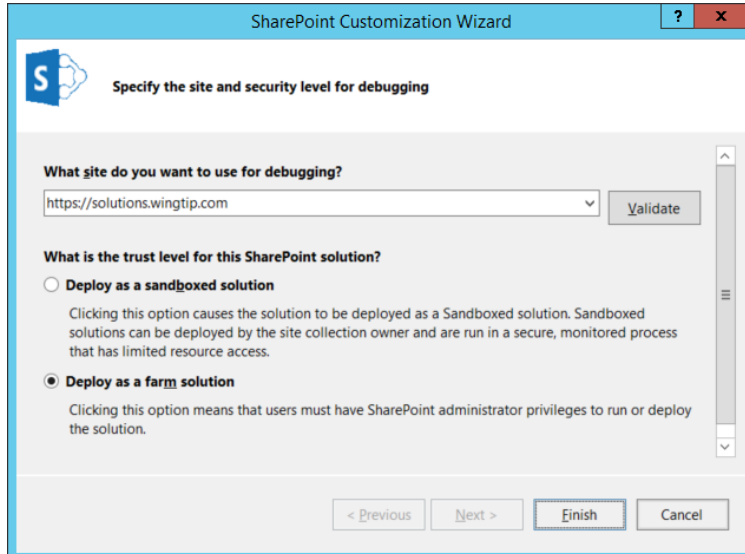 SharePoint Customization Wizard
?
x
S
Specify the site and security level for debugging
What site do you want to use for debugging?
https://solutions.wingtip.com
Validate
What is the trust level for this SharePoint solution?
Deploy as a sandboxed solution
Clicking this option causes the solution to be deployed as a Sandboxed solution. Sandboxed
solutions can be deployed by the site collection owner and are run in a secure, monitored process
that has limited resource access.
Deploy as a farm solution
Clicking this option means that users must have SharePoint administrator privileges to run or deploy
the solution.
< Previous
Next >
Finish
Cancel